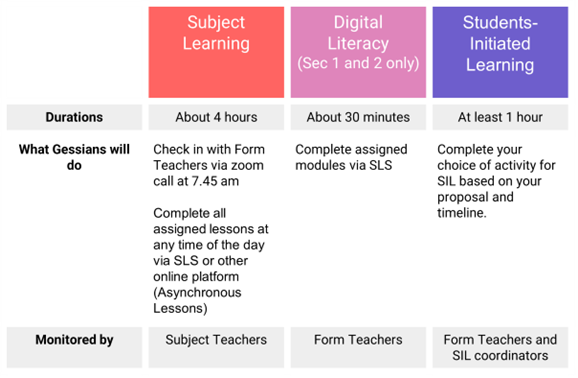 Subject
Learning
Digital
Literacy
(Sec 1 and 2 only)
Students-
Initiated
Learning
Durations
About 4 hours
About 30 minutes
At least 1 hour
What Gessians will
do
Check in with Form
Teachers via zoom
call at 7.45 am
Complete all
assigned lessons at
any time of the day
via SLS or other
online platform
(Asynchronous
Lessons)
Complete assigned
modules via SLS
Complete your
choice of activity for
SIL based on your
proposal and
timeline.
Monitored by
Subject Teachers
Form Teachers
Form Teachers and
SIL coordinators